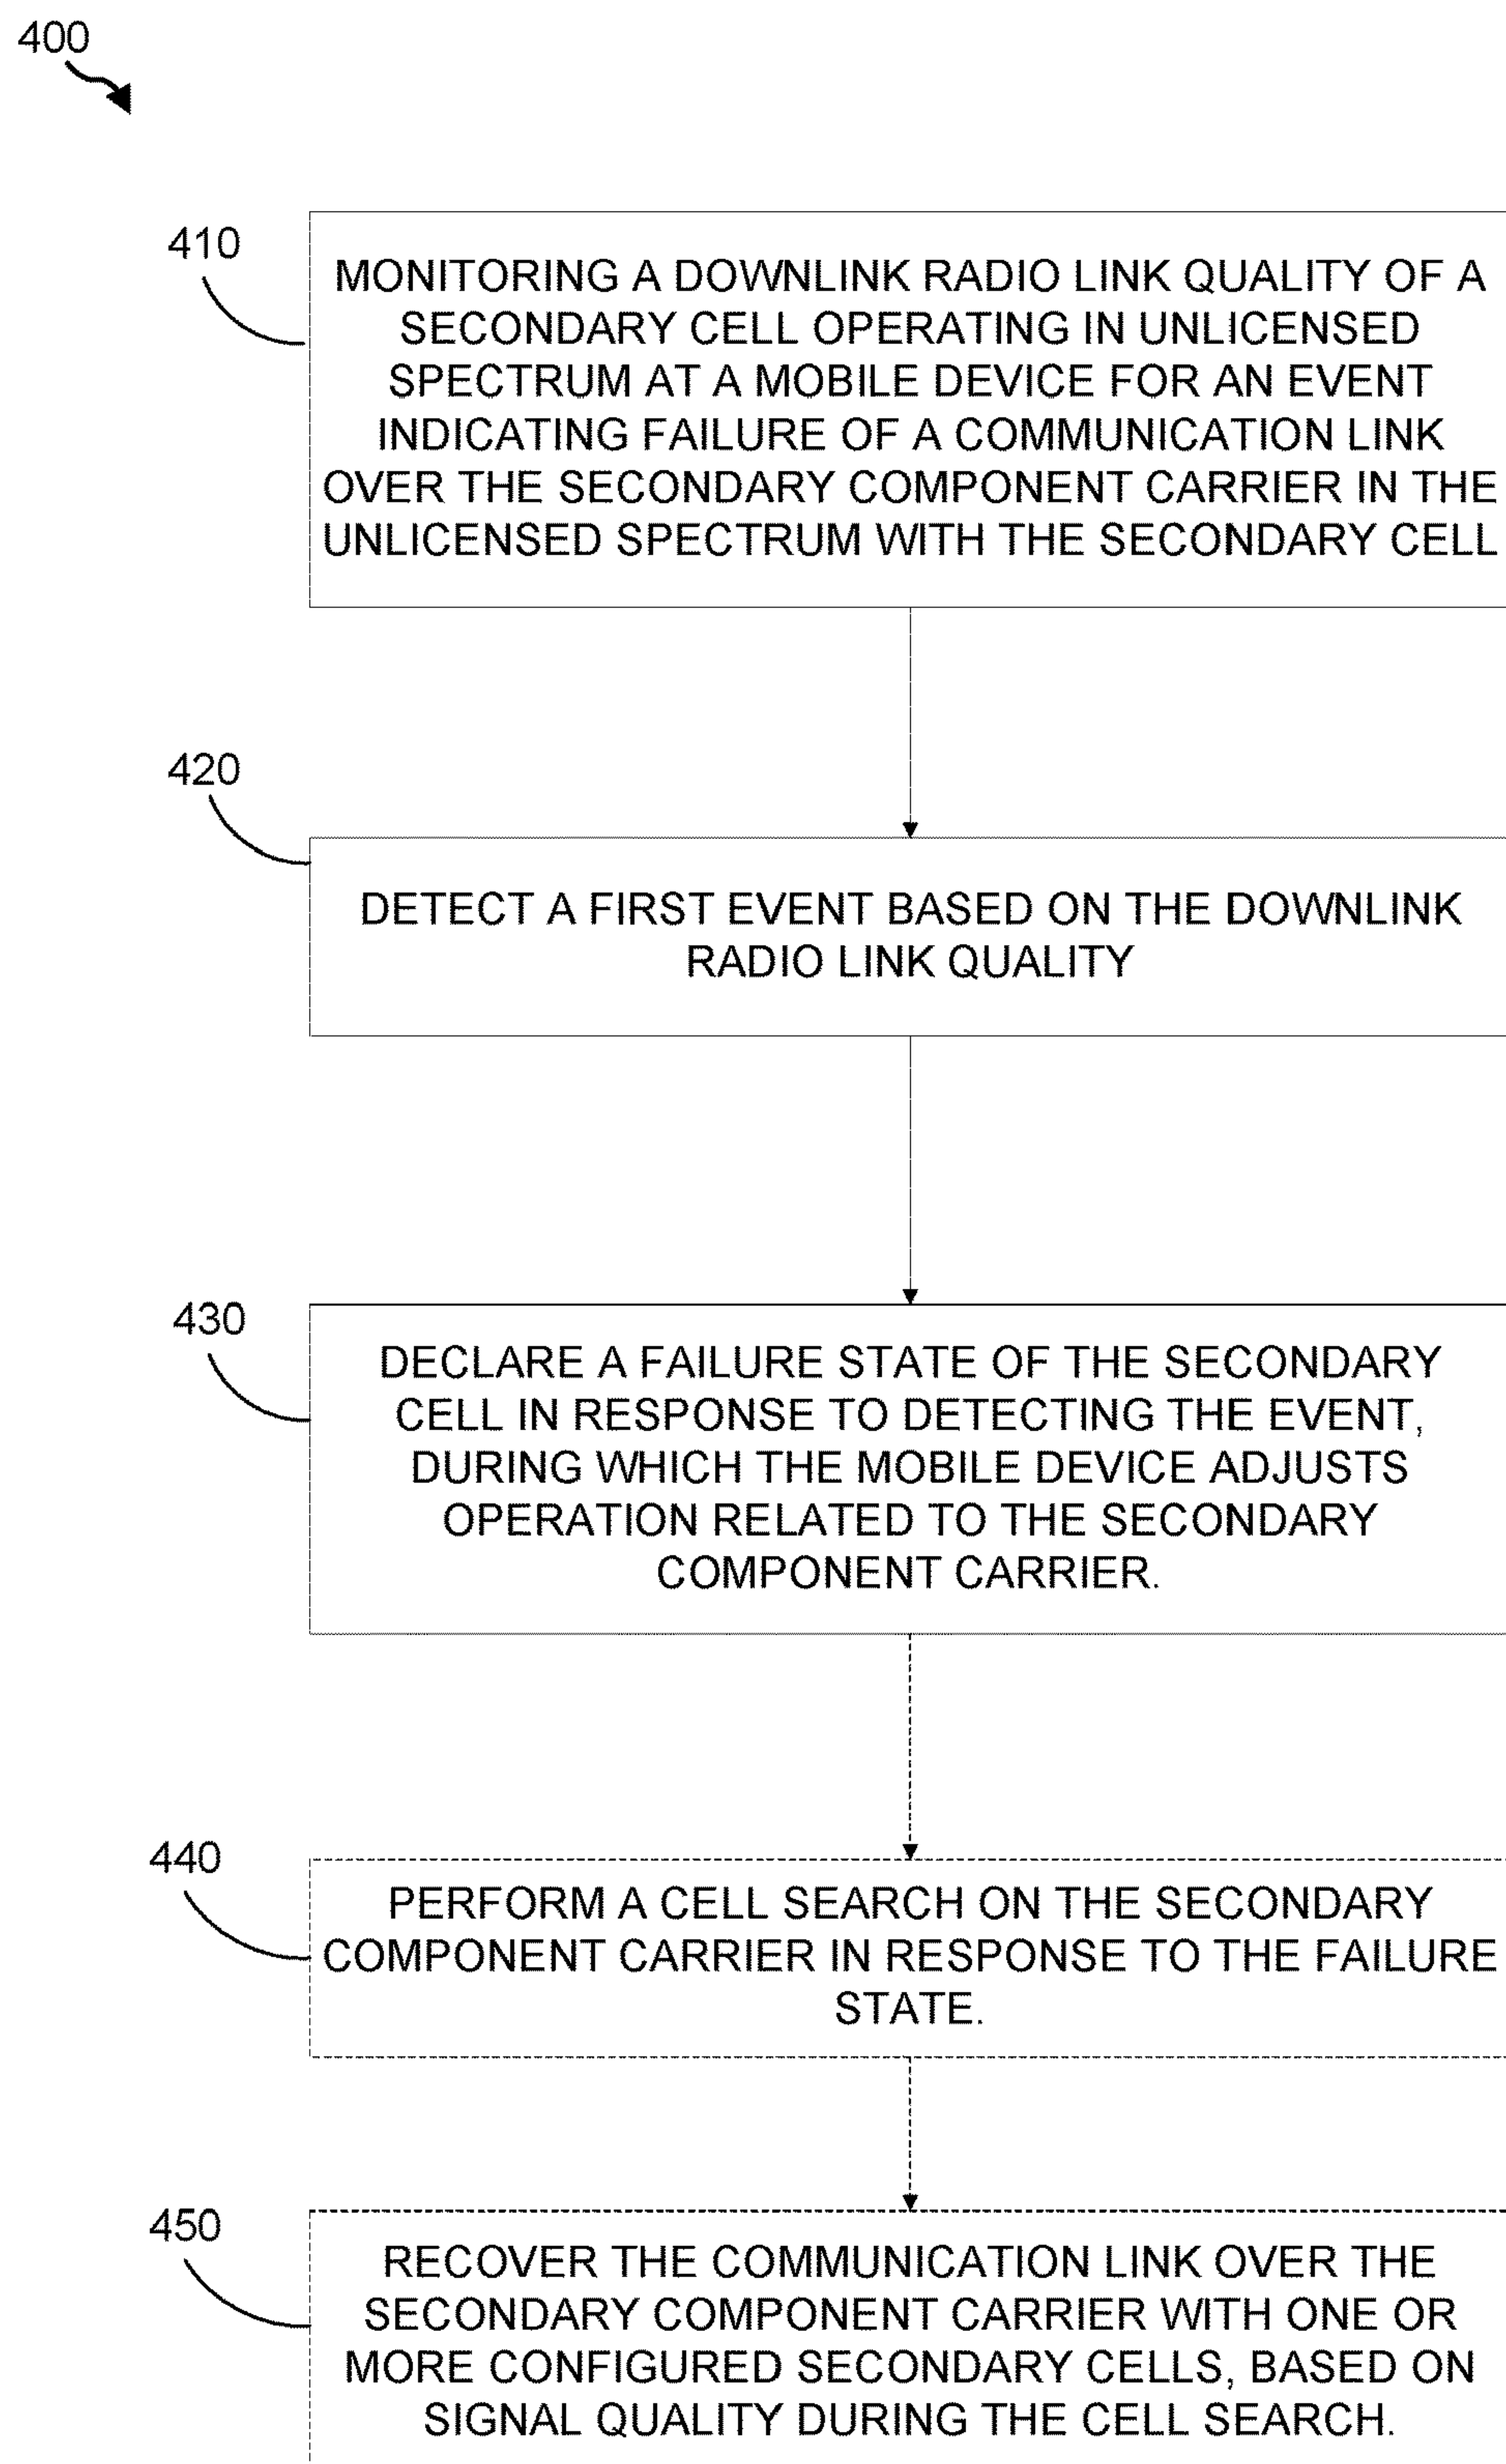 400
410
MONITORING A DOWNLINK RADIO LINK QUALITY OF A
SECONDARY CELL OPERATING IN UNLICENSED
SPECTRUM AT A MOBILE DEVICE FOR AN EVENT
INDICATING FAILURE OF A COMMUNICATION LINK
OVER THE SECONDARY COMPONENT CARRIER IN THE
UNLICENSED SPECTRUM WITH THE SECONDARY CELL
420
DETECT A FIRST EVENT BASED ON THE DOWNLINK
RADIO LINK QUALITY
430
DECLARE A FAILURE STATE OF THE SECONDARY
CELL IN RESPONSE TO DETECTING THE EVENT,
DURING WHICH THE MOBILE DEVICE ADJUSTS
OPERATION RELATED TO THE SECONDARY
COMPONENT CARRIER.
440
PERFORM A CELL SEARCH ON THE SECONDARY
COMPONENT CARRIER IN RESPONSE TO THE FAILURE
STATE.
450
RECOVER THE COMMUNICATION LINK OVER THE
SECONDARY COMPONENT CARRIER WITH ONE OR
MORE CONFIGURED SECONDARY CELLS, BASED ON
SIGNAL QUALITY DURING THE CELL SEARCH.